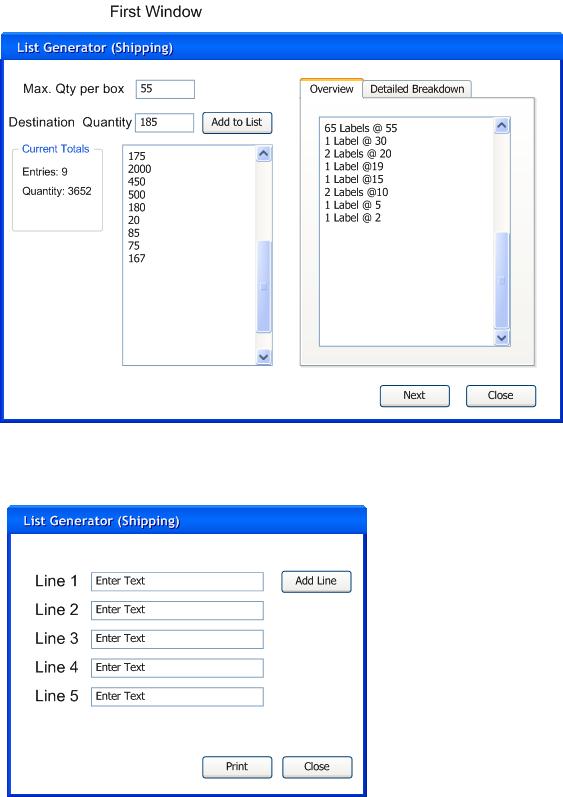 First Window
List Generator (Shipping)
Max. Qty per box 55
Destination Quantity 185 Add to List
Current Totals
Entries: 9
Quantity: 3652
175
2000
450
500
180
20
85
75
167
Overview Detailed Breakdown
65 Labels @ 55
1 Label @ 30
2 Labels @ 20
1 Label @19
1 Label @15
2 Labels @10
1 Label @ 5
1 Label @ 2
Next Close
List Generator (Shipping)
Line 1 Enter Text Add Line
Line 2 Enter Text
Line 3 Enter Text
Line 4 Enter Text
Line 5 Enter Text
Print Close